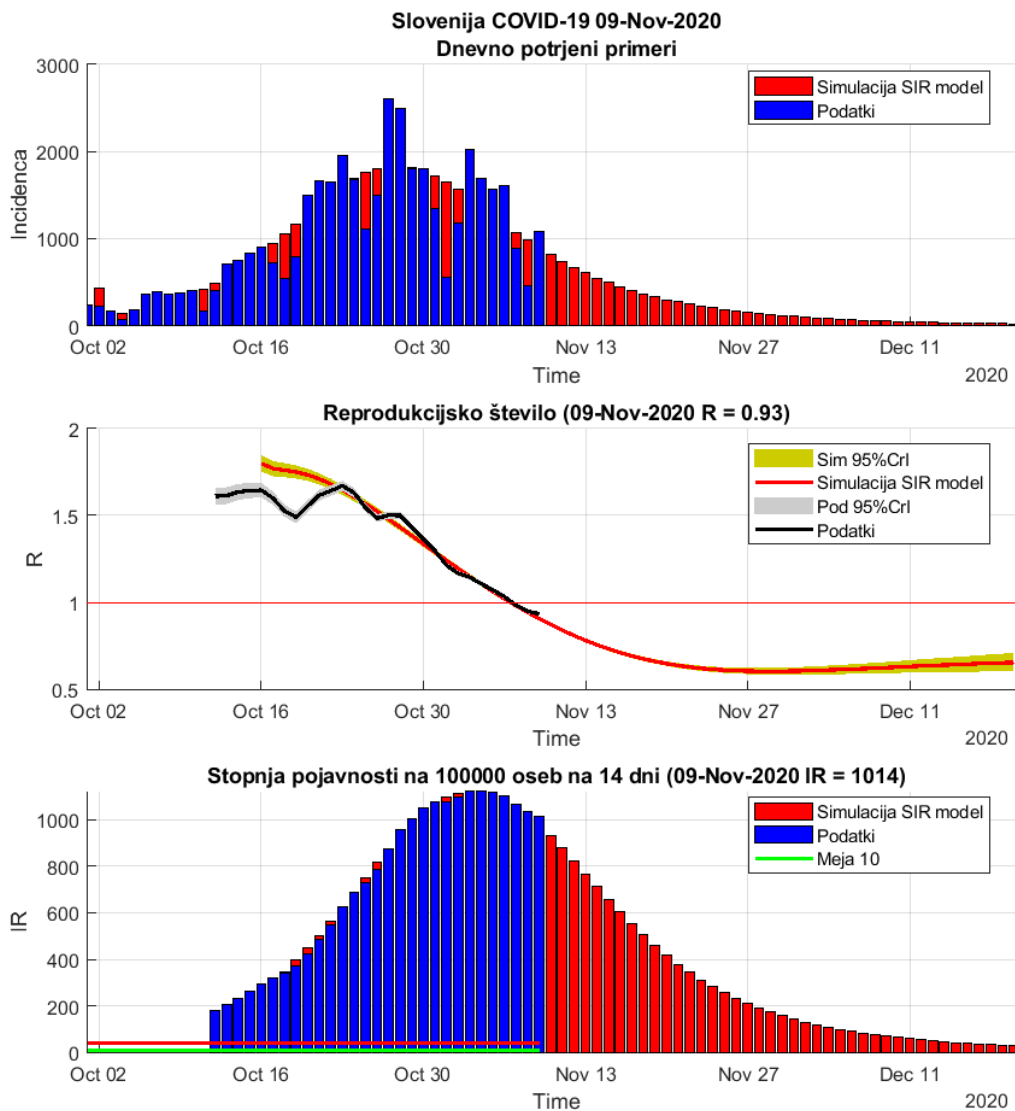 Slovenija COVID-19 09-Nov-2020
Dnevno potrjeni primeri
3000
2000
1000
0
Incidenca
Simulacija SIR model
Podatki
Oct 02 Oct 16 Oct 30 Nov 13 Nov 27 Dec 11
Time
2020
Reprodukcijsko število (09-Nov-2020 R = 0.93)
2
1.5
1
0.5
R
Sim 95%CrI
Simulacija SIR model
Pod 95%CrI
Podatki
Oct 02 Oct 16 Oct 30 Nov 13 Nov 27 Dec 11
Time
2020
Stopnja pojavnosti na 100000 oseb na 14 dni (09-Nov-2020 IR = 1014)
1000
800
600
400
200
0
IR
Simulacija SIR model
Podatki
Meja 10
Oct 02 Oct 16 Oct 30 Nov 13 Nov 27 Dec 11
Time
2020